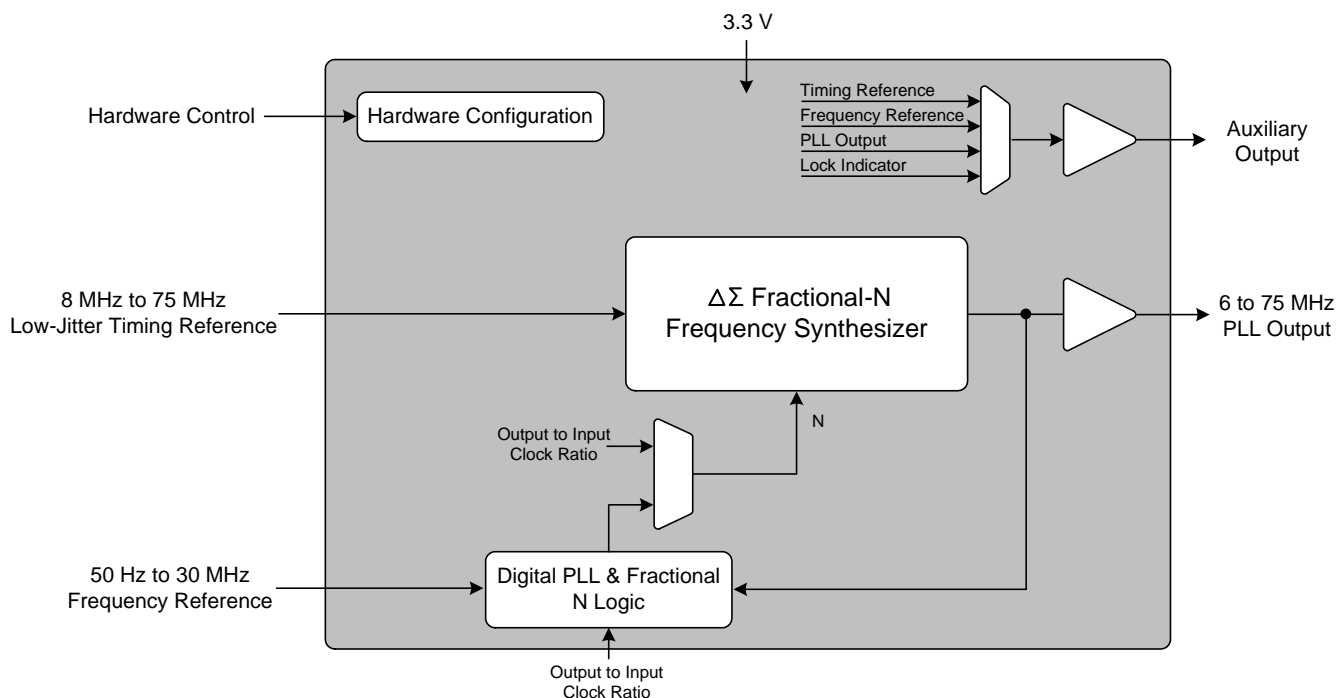 3.3 V
Hardware Control
Hardware Configuration
Timing Reference
Frequency Reference
PLL Output
Lock Indicator
Auxiliary
Output
8 MHz to 75 MHz
Low-Jitter Timing Reference
ΔΣ Fractional-N
Frequency Synthesizer
6 to 75 MHz
PLL Output
N
Output to Input
Clock Ratio
50 Hz to 30 MHz
Frequency Reference
Digital PLL & Fractional
N Logic
Output to Input
Clock Ratio